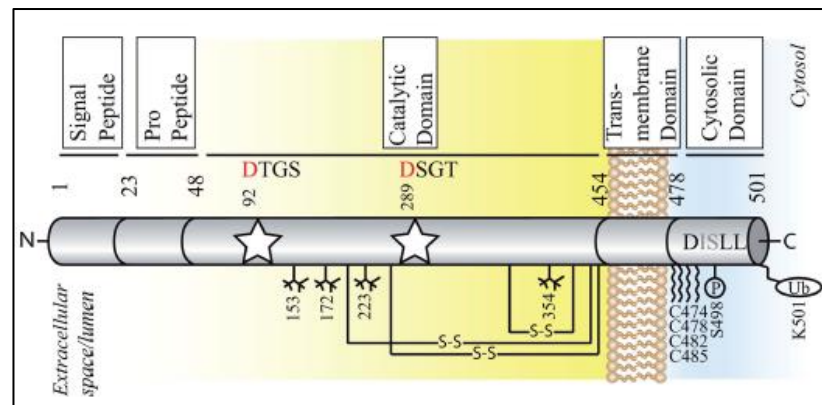 Signal
Peptide
Pro
Peptide
Catalytic
Domain
Trans-
membrane
Domain
Cytosolic
Domain
Cytosol
DTGS
DSGT
1
23
48
92
289
454
478
501
N
DISLL
C
153
172
223
354
S-S
S-S
S-S
C474
C478
C482
C485
P
S498
Ub
K501
Extracellular
space/lumen